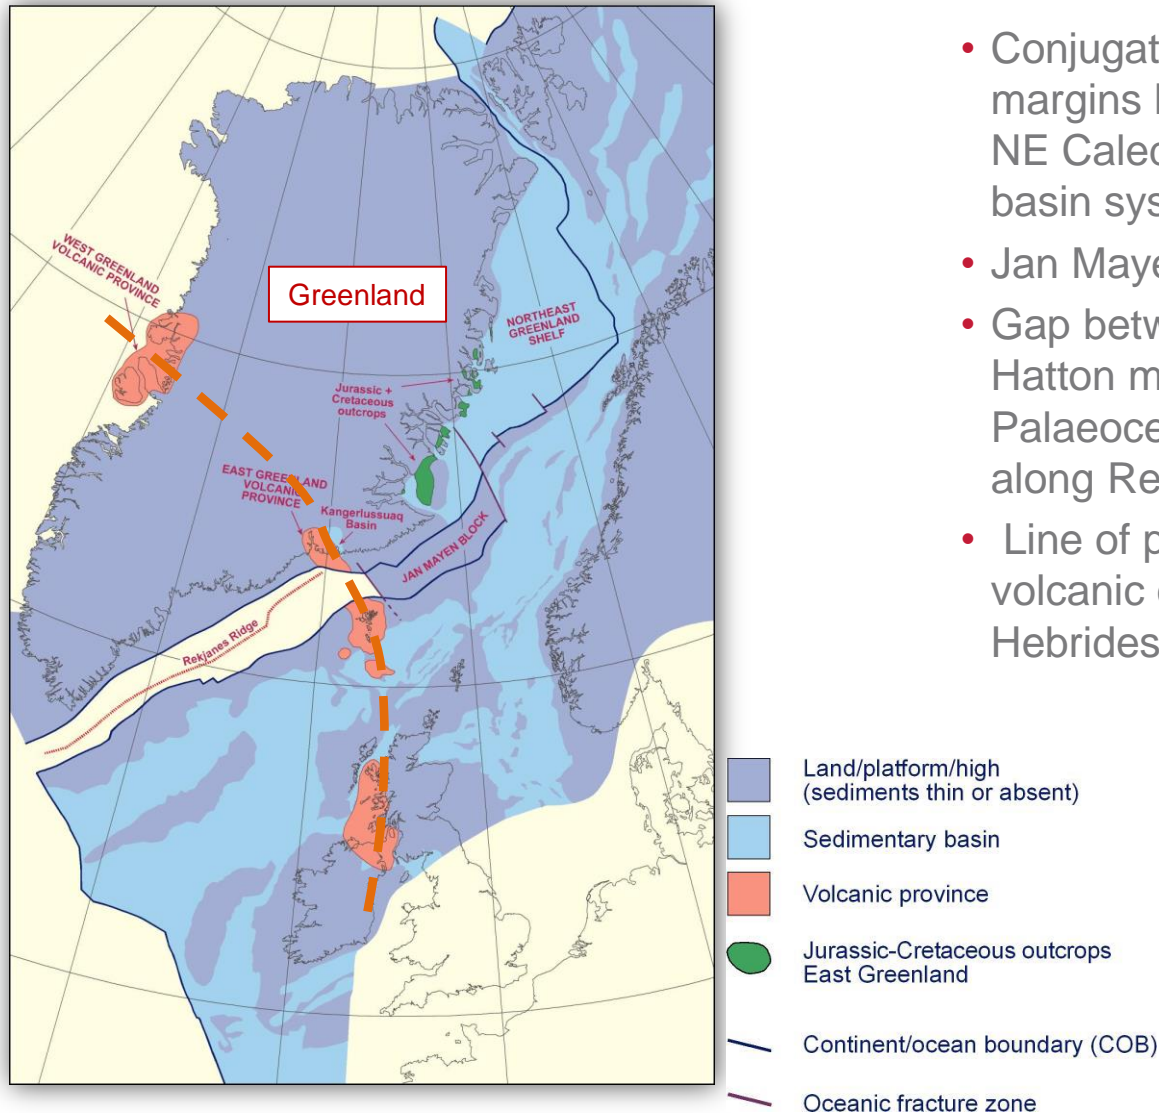 WEST GREENLAND
VOLCANIC PROVINCE
Greenland
NORTHEAST
GREENLAND
SHELF
Jurassic +
Cretaceous
outcrops
EAST GREENLAND
VOLCANIC
PROVINCE
Kangerlussuaq
Basin
JAN MAYEN BLOCK
Rekjanes Ridge
• Conjugat
margins
NE Caled
basin sys
• Jan Maye
• Gap betw
Hatton m
Palaeoce
along Re
• Line of p
volcanic
Hebrides
Land/platform/high
(sediments thin or absent)
Sedimentary basin
Volcanic province
Jurassic-Cretaceous outcrops
East Greenland
Continent/ocean boundary (COB)
Oceanic fracture zone